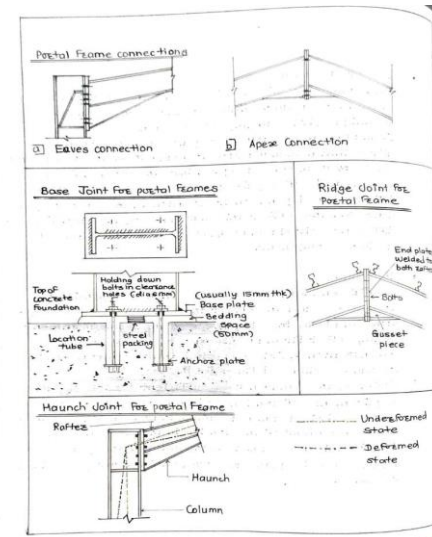 Portal Frame connections
a) Eaves connection
b) Apex Connection
Base Joint For portal Frames
Top of
concrete
Foundation
Holding down
bolts in clearance
holes (dia 6mm)
(usually 15mm thk)
Base plate
Bedding
Space
(50mm)
Location
tube
Steel
packing
Anchor plate
Ridge Joint For
Portal Frame
End plate
welded to
both
Bolts
Gusset
piece
Haunch Joint For portal Frame
Rafter
Haunch
Column
Undeformed
state
Deformed
state